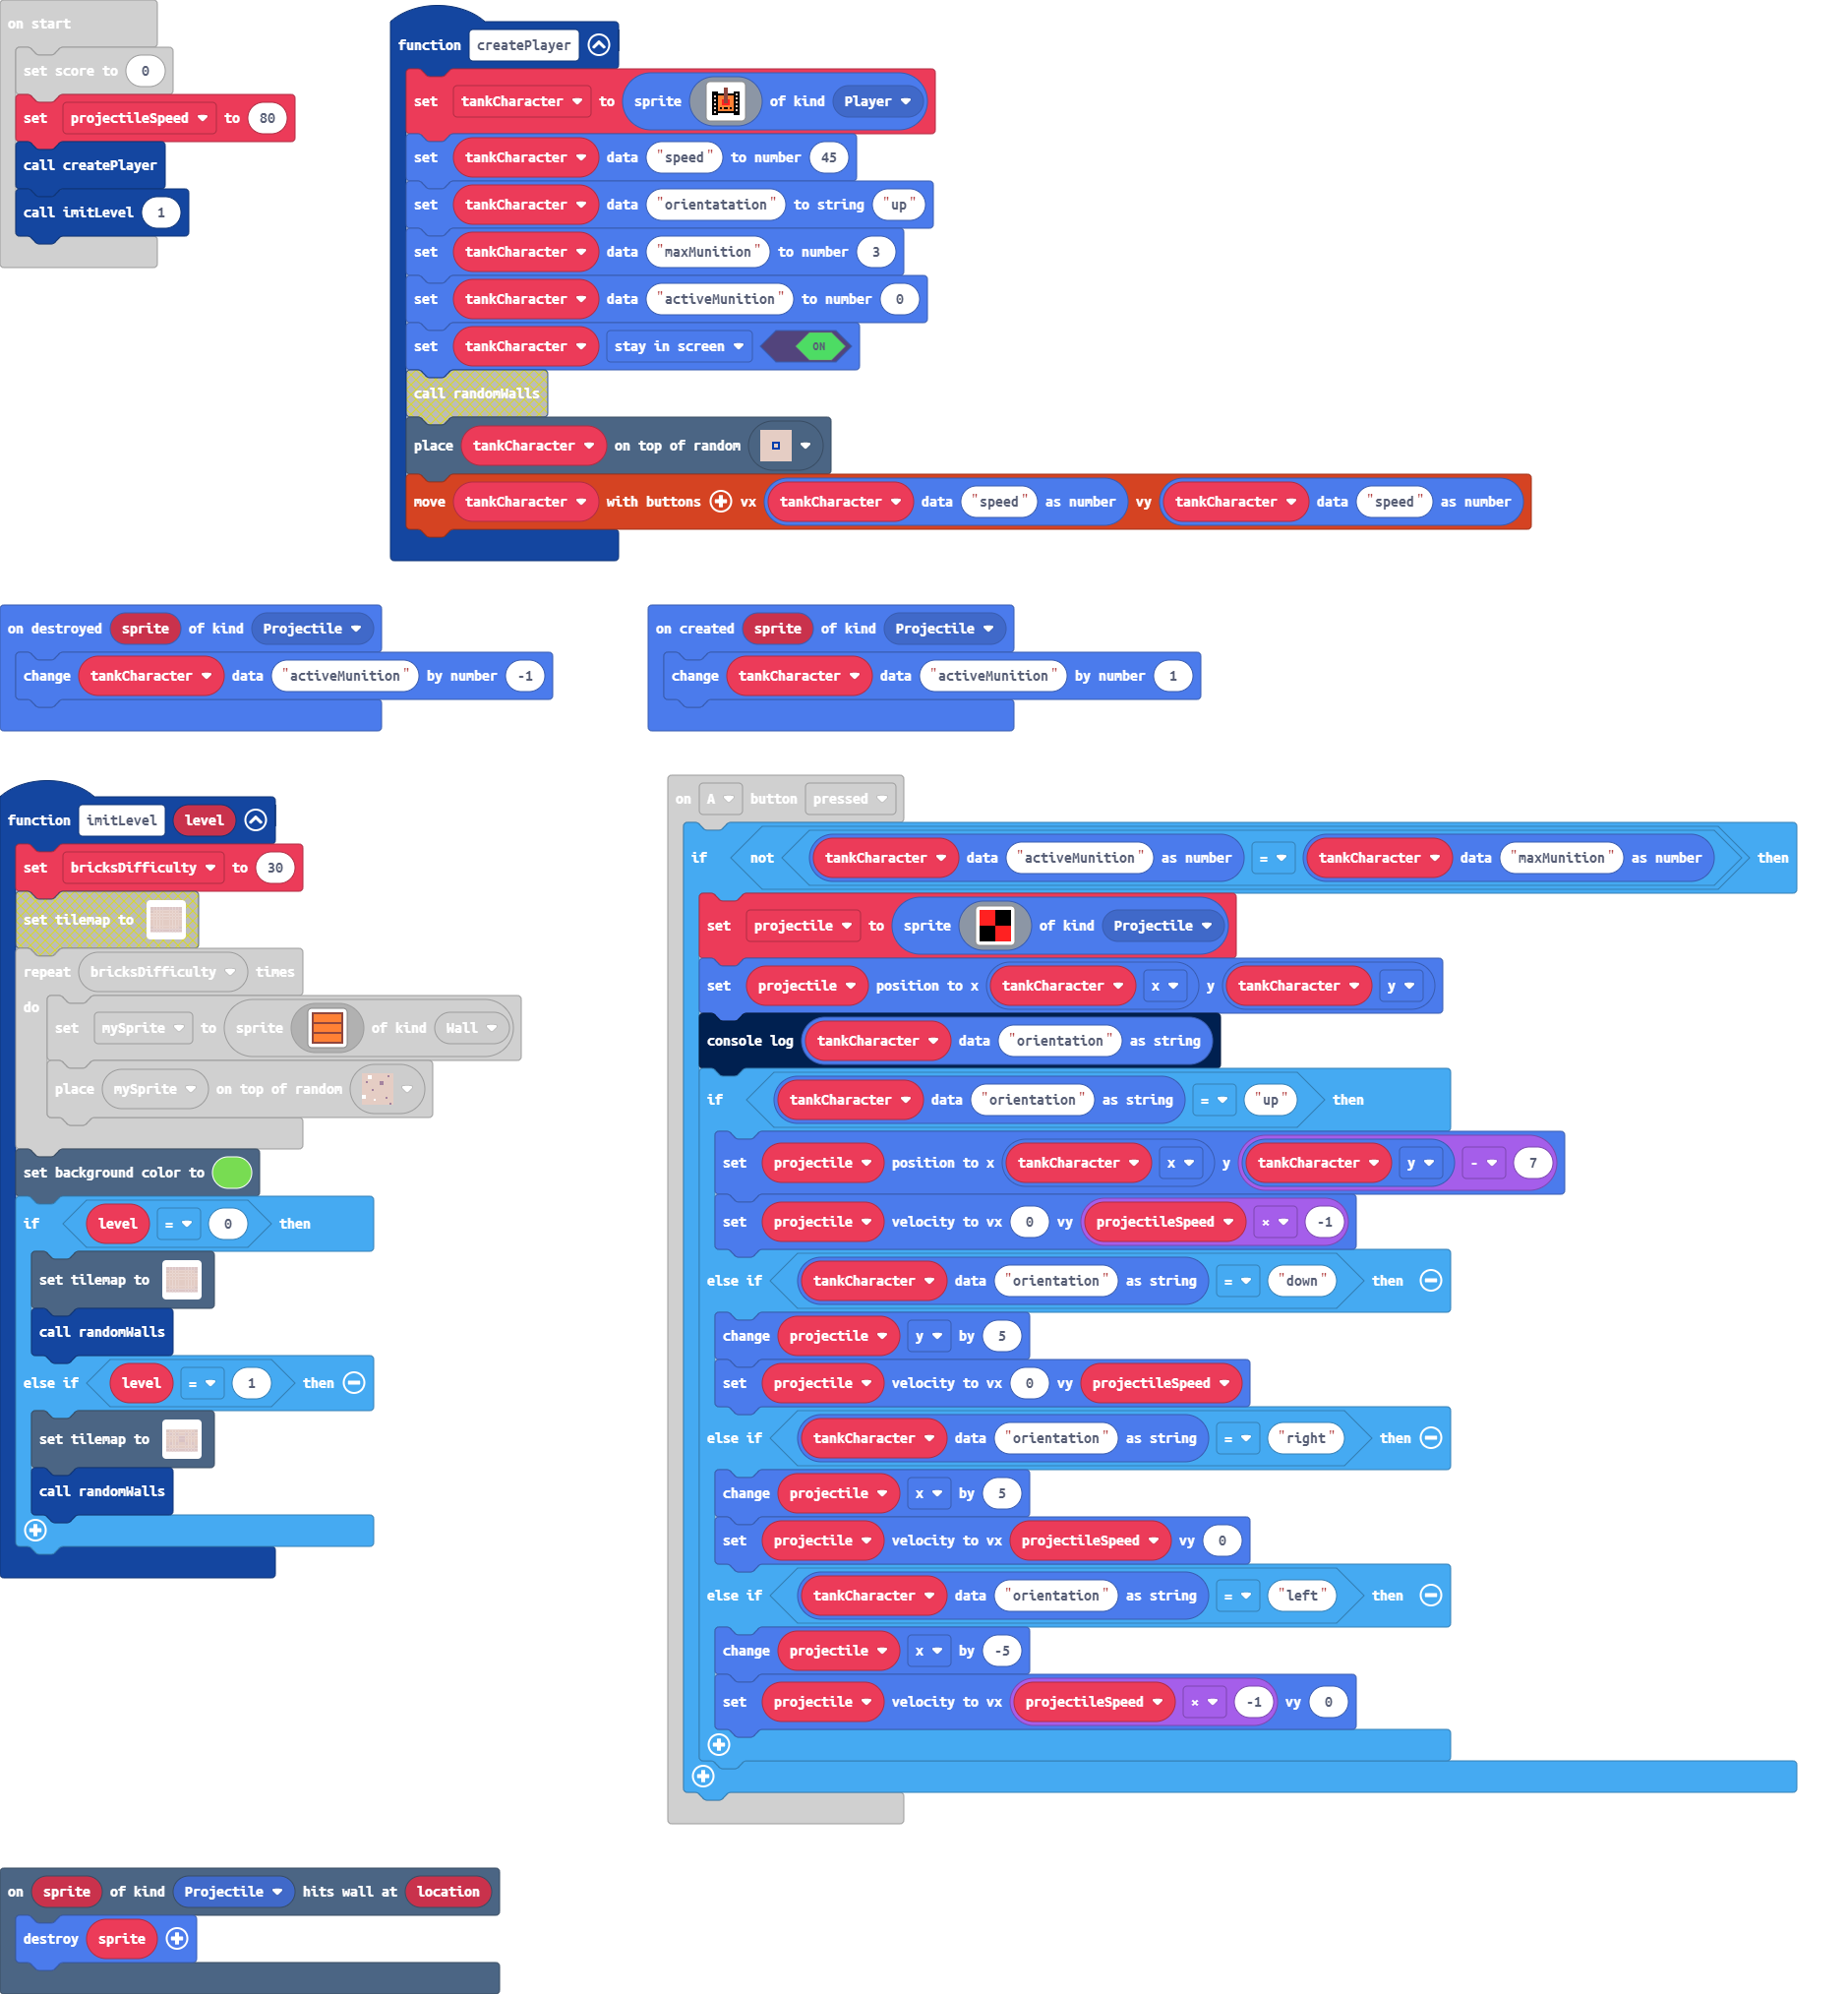 on start
set score to 0
set projectileSpeed to 80
call createPlayer
call imitLevel 1
function createPlayer
set tankCharacter to sprite of kind Player
set tankCharacter data "speed" to number 45
set tankCharacter data "orientatation" to string "up"
set tankCharacter data "maxMunition" to number 3
set tankCharacter data "activeMunition" to number 0
set tankCharacter stay in screen ON
call randomWalls
place tankCharacter on top of random
move tankCharacter with buttons vx tankCharacter data "speed" as number vy tankCharacter data "speed" as number
on destroyed sprite of kind Projectile
change tankCharacter data "activeMunition" by number -1
on created sprite of kind Projectile
change tankCharacter data "activeMunition" by number 1
function imitLevel level
set bricksDifficulty to 30
set tilemap to
repeat bricksDifficulty times
do
set mySprite to sprite of kind Wall
place mySprite on top of random
set background color to
if level = 0 then
set tilemap to
call randomWalls
else if level = 1 then
set tilemap to
call randomWalls
on A button pressed
if not tankCharacter data "activeMunition" as number = tankCharacter data "maxMunition" as number then
set projectile to sprite of kind Projectile
set projectile position to x tankCharacter x y tankCharacter y
console log tankCharacter data "orientation" as string
if tankCharacter data "orientation" as string = "up" then
set projectile position to x tankCharacter x y tankCharacter y - 7
set projectile velocity to vx 0 vy projectileSpeed × -1
else if tankCharacter data "orientation" as string = "down" then
change projectile y by 5
set projectile velocity to vx 0 vy projectileSpeed
else if tankCharacter data "orientation" as string = "right" then
change projectile x by 5
set projectile velocity to vx projectileSpeed vy 0
else if tankCharacter data "orientation" as string = "left" then
change projectile x by -5
set projectile velocity to vx projectileSpeed × -1 vy 0
on sprite of kind Projectile hits wall at location
destroy sprite